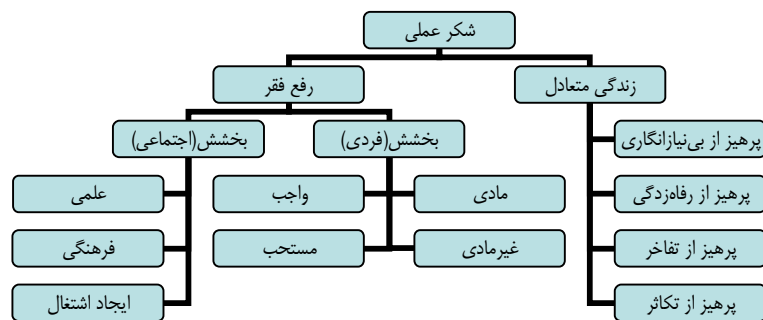 شکر عملی
زندگی متعادل
رفع فقر
پرهیز از بی‌نیازانگاری
بخشش(فردی)
بخشش(اجتماعی)
پرهیز از رفاه‌زدگی
مادی
واجب
علمی
پرهیز از تفاخر
غیرمادی
مستحب
فرهنگی
پرهیز از تکاثر
ایجاد اشتغال